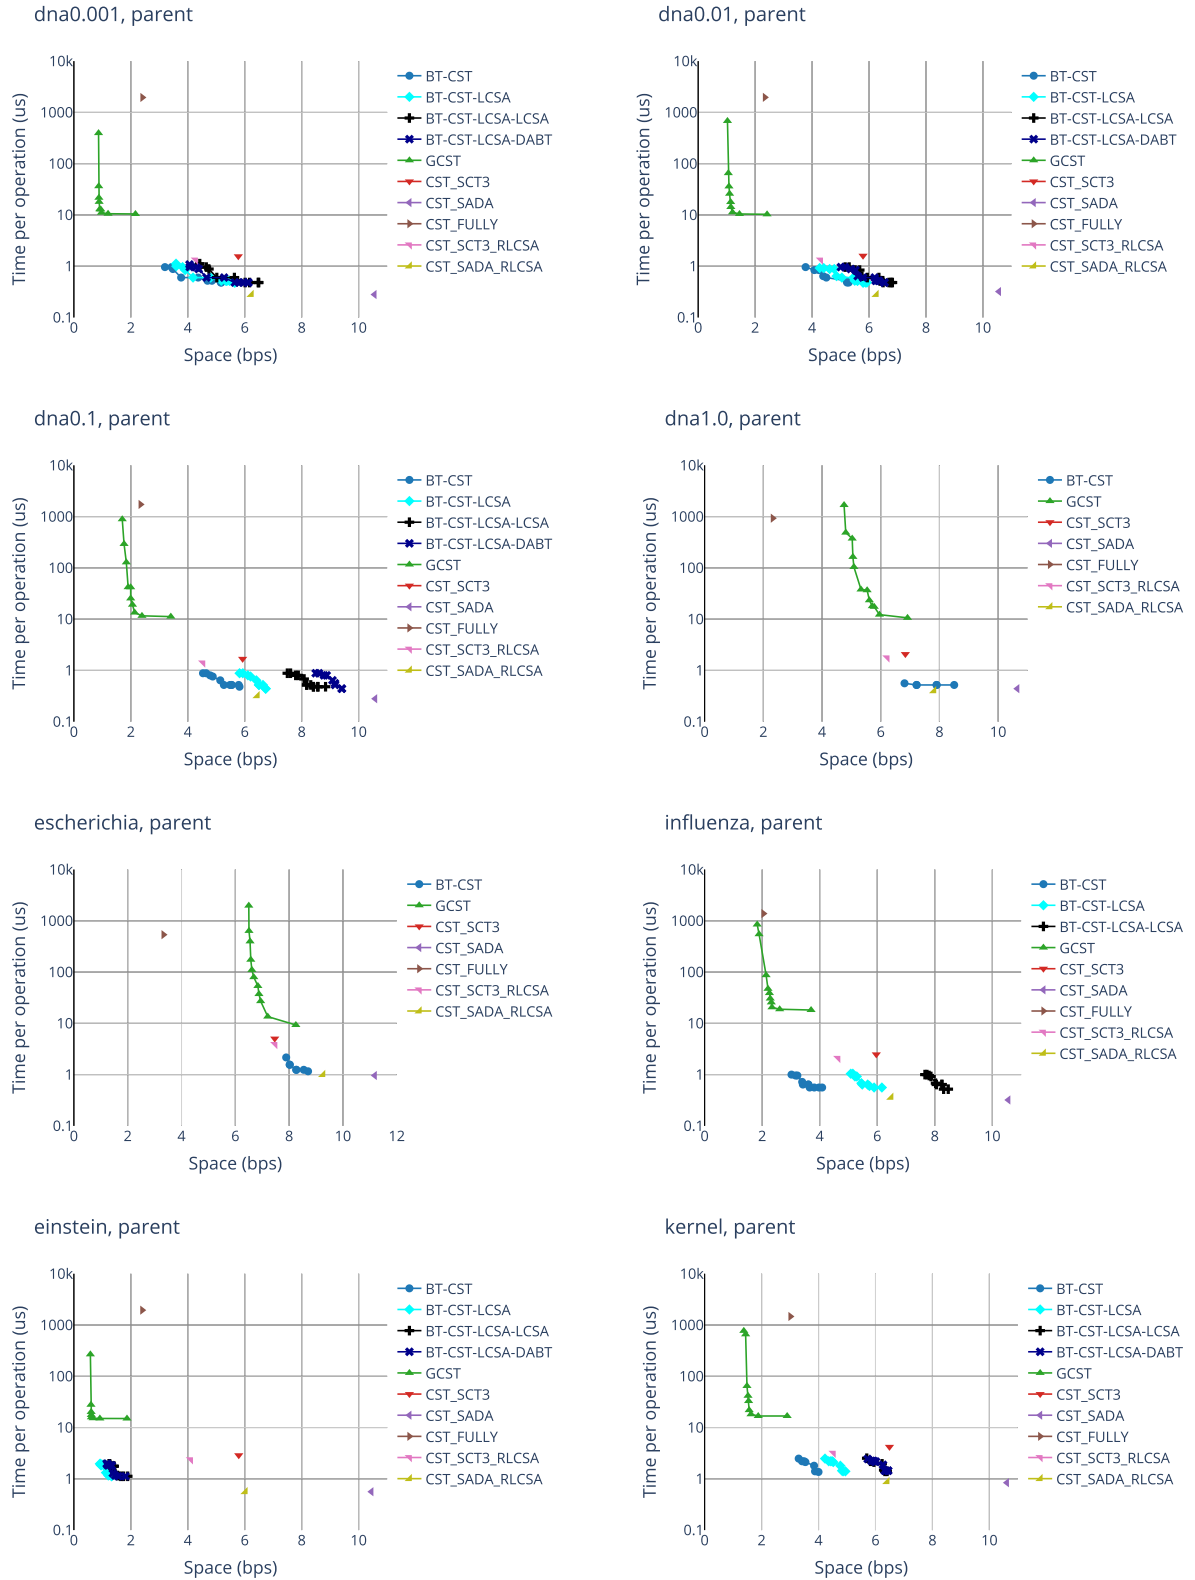 dna0.001, parent
10k
1000
100
10
1
0.1
0 2 4 6 8 10
Time per operation (us)
Space (bps)
BT-CST
BT-CST-LCSA
BT-CST-LCSA-LCSA
BT-CST-LCSA-DABT
GCST
CST_SCT3
CST_SADA
CST_FULLY
CST_SCT3_RLCSA
CST_SADA_RLCSA
dna0.01, parent
10k
1000
100
10
1
0.1
0 2 4 6 8 10
Time per operation (us)
Space (bps)
BT-CST
BT-CST-LCSA
BT-CST-LCSA-LCSA
BT-CST-LCSA-DABT
GCST
CST_SCT3
CST_SADA
CST_FULLY
CST_SCT3_RLCSA
CST_SADA_RLCSA
dna0.1, parent
10k
1000
100
10
1
0.1
0 2 4 6 8 10
Time per operation (us)
Space (bps)
BT-CST
BT-CST-LCSA
BT-CST-LCSA-LCSA
BT-CST-LCSA-DABT
GCST
CST_SCT3
CST_SADA
CST_FULLY
CST_SCT3_RLCSA
CST_SADA_RLCSA
dna1.0, parent
10k
1000
100
10
1
0.1
0 2 4 6 8 10
Time per operation (us)
Space (bps)
BT-CST
GCST
CST_SCT3
CST_SADA
CST_FULLY
CST_SCT3_RLCSA
CST_SADA_RLCSA
escherichia, parent
10k
1000
100
10
1
0.1
0 2 4 6 8 10 12
Time per operation (us)
Space (bps)
BT-CST
GCST
CST_SCT3
CST_SADA
CST_FULLY
CST_SCT3_RLCSA
CST_SADA_RLCSA
influenza, parent
10k
1000
100
10
1
0.1
0 2 4 6 8 10
Time per operation (us)
Space (bps)
BT-CST
BT-CST-LCSA
BT-CST-LCSA-LCSA
GCST
CST_SCT3
CST_SADA
CST_FULLY
CST_SCT3_RLCSA
CST_SADA_RLCSA
einstein, parent
10k
1000
100
10
1
0.1
0 2 4 6 8 10
Time per operation (us)
Space (bps)
BT-CST
BT-CST-LCSA
BT-CST-LCSA-LCSA
BT-CST-LCSA-DABT
GCST
CST_SCT3
CST_SADA
CST_FULLY
CST_SCT3_RLCSA
CST_SADA_RLCSA
kernel, parent
10k
1000
100
10
1
0.1
0 2 4 6 8 10
Time per operation (us)
Space (bps)
BT-CST
BT-CST-LCSA
BT-CST-LCSA-LCSA
BT-CST-LCSA-DABT
GCST
CST_SCT3
CST_SADA
CST_FULLY
CST_SCT3_RLCSA
CST_SADA_RLCSA